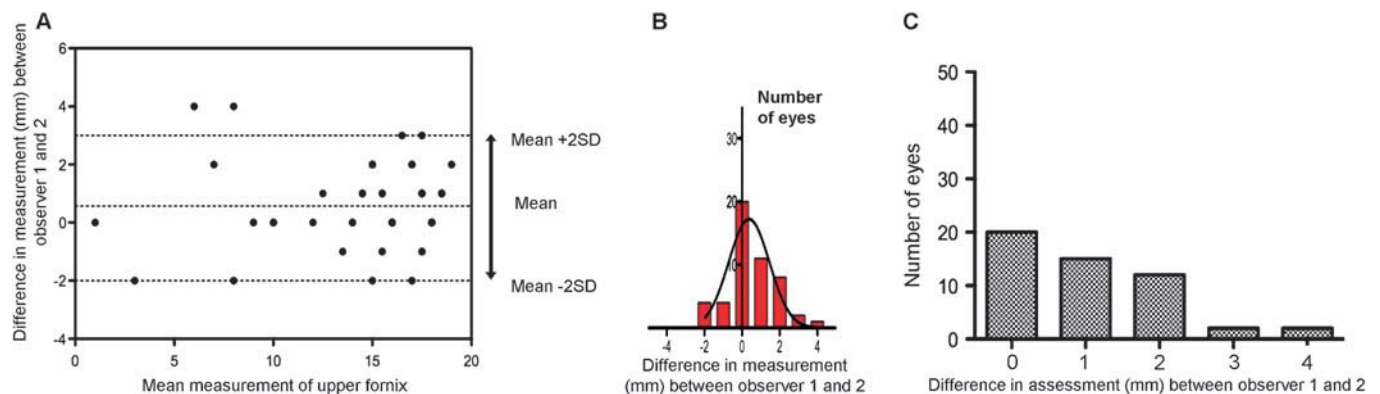 A
Difference in measurement (mm) between
observer 1 and 2
6
4
2
0
-2
-4
0
5
10
15
20
Mean measurement of upper fornix
Mean +2SD
Mean
Mean -2SD
B
Number
of eyes
30
20
10
-4
-2
0
2
4
Difference in measurement
(mm) between observer 1 and 2
C
Number of eyes
50
40
30
20
10
0
0
1
2
3
4
Difference in assessment (mm) between observer 1 and 2